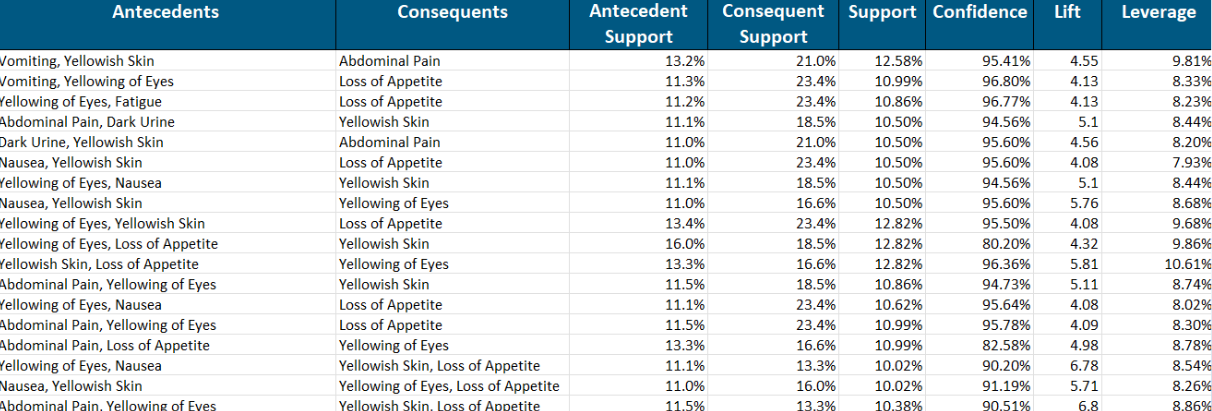 Antecedents Consequents Antecedent Support Consequent Support Support Confidence Lift Leverage
Vomiting, Yellowish Skin Abdominal Pain 13.2% 21.0% 12.58% 95.41% 4.55 9.81%
Vomiting, Yellowing of Eyes Loss of Appetite 11.3% 23.4% 10.99% 96.80% 4.13 8.33%
Yellowing of Eyes, Fatigue Loss of Appetite 11.2% 23.4% 10.86% 96.77% 4.13 8.23%
Abdominal Pain, Dark Urine Yellowish Skin 11.1% 18.5% 10.50% 94.56% 5.1 8.44%
Dark Urine, Yellowish Skin Abdominal Pain 11.0% 21.0% 10.50% 95.60% 4.56 8.20%
Nausea, Yellowish Skin Loss of Appetite 11.0% 23.4% 10.50% 95.60% 4.08 7.93%
Yellowing of Eyes, Nausea Yellowish Skin 11.1% 18.5% 10.50% 94.56% 5.1 8.44%
Nausea, Yellowish Skin Yellowing of Eyes 11.0% 16.6% 10.50% 95.60% 5.76 8.68%
Yellowing of Eyes, Yellowish Skin Loss of Appetite 13.4% 23.4% 12.82% 95.50% 4.08 9.68%
Yellowing of Eyes, Loss of Appetite Yellowish Skin 16.0% 18.5% 12.82% 80.20% 4.32 9.86%
Yellowish Skin, Loss of Appetite Yellowing of Eyes 13.3% 16.6% 12.82% 96.36% 5.81 10.61%
Abdominal Pain, Yellowing of Eyes Yellowish Skin 11.5% 18.5% 10.86% 94.73% 5.11 8.74%
Yellowing of Eyes, Nausea Loss of Appetite 11.1% 23.4% 10.62% 95.64% 4.08 8.02%
Abdominal Pain, Yellowing of Eyes Loss of Appetite 11.5% 23.4% 10.99% 95.78% 4.09 8.30%
Abdominal Pain, Loss of Appetite Yellowing of Eyes 13.3% 16.6% 10.99% 82.58% 4.98 8.78%
Yellowing of Eyes, Nausea Yellowish Skin, Loss of Appetite 11.1% 13.3% 10.02% 90.20% 6.78 8.54%
Nausea, Yellowish Skin Yellowing of Eyes, Loss of Appetite 11.0% 16.0% 10.02% 91.19% 5.71 8.26%
Abdominal Pain, Yellowing of Eyes Yellowish Skin, Loss of Appetite 11.5% 13.3% 10.38% 90.51% 6.8 8.86%